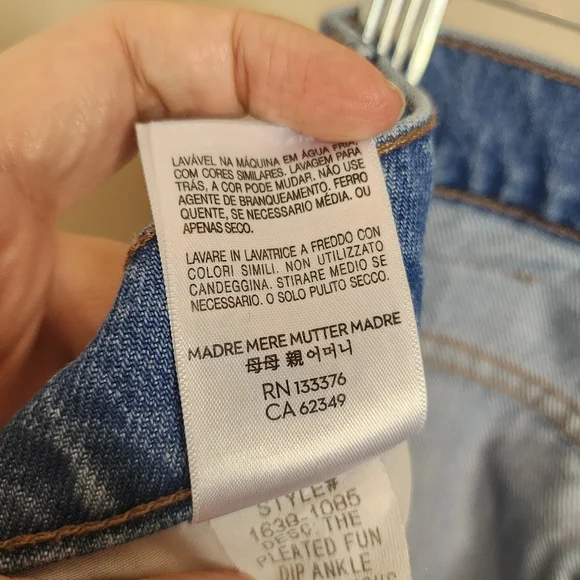 LAVÁVEL NA MÁQUINA EM ÁGUA FRIA,
COM CORES SIMILARES. LAVAGEM PARA
TRÁS, A COR PODE MUDAR. NÃO USE
AGENTE DE BRANQUEAMENTO. FERRO
QUENTE, SE NECESSARIO MÉDIA. OU
APENAS SECO.
LAVARE IN LAVATRICE A FREDDO CON
COLORI SIMILI. NON UTILIZZATO
CANDEGGINA. STIRARE MEDIO SE
NECESSARIO. O SOLO PULITO SECCO.
MADRE MERE MUTTER MADRE
母母 親 어머니
RN 133376
CA 62349
STYLE#
1638-1085
DESC THE
PLEATED FUN
DIP ANKLE